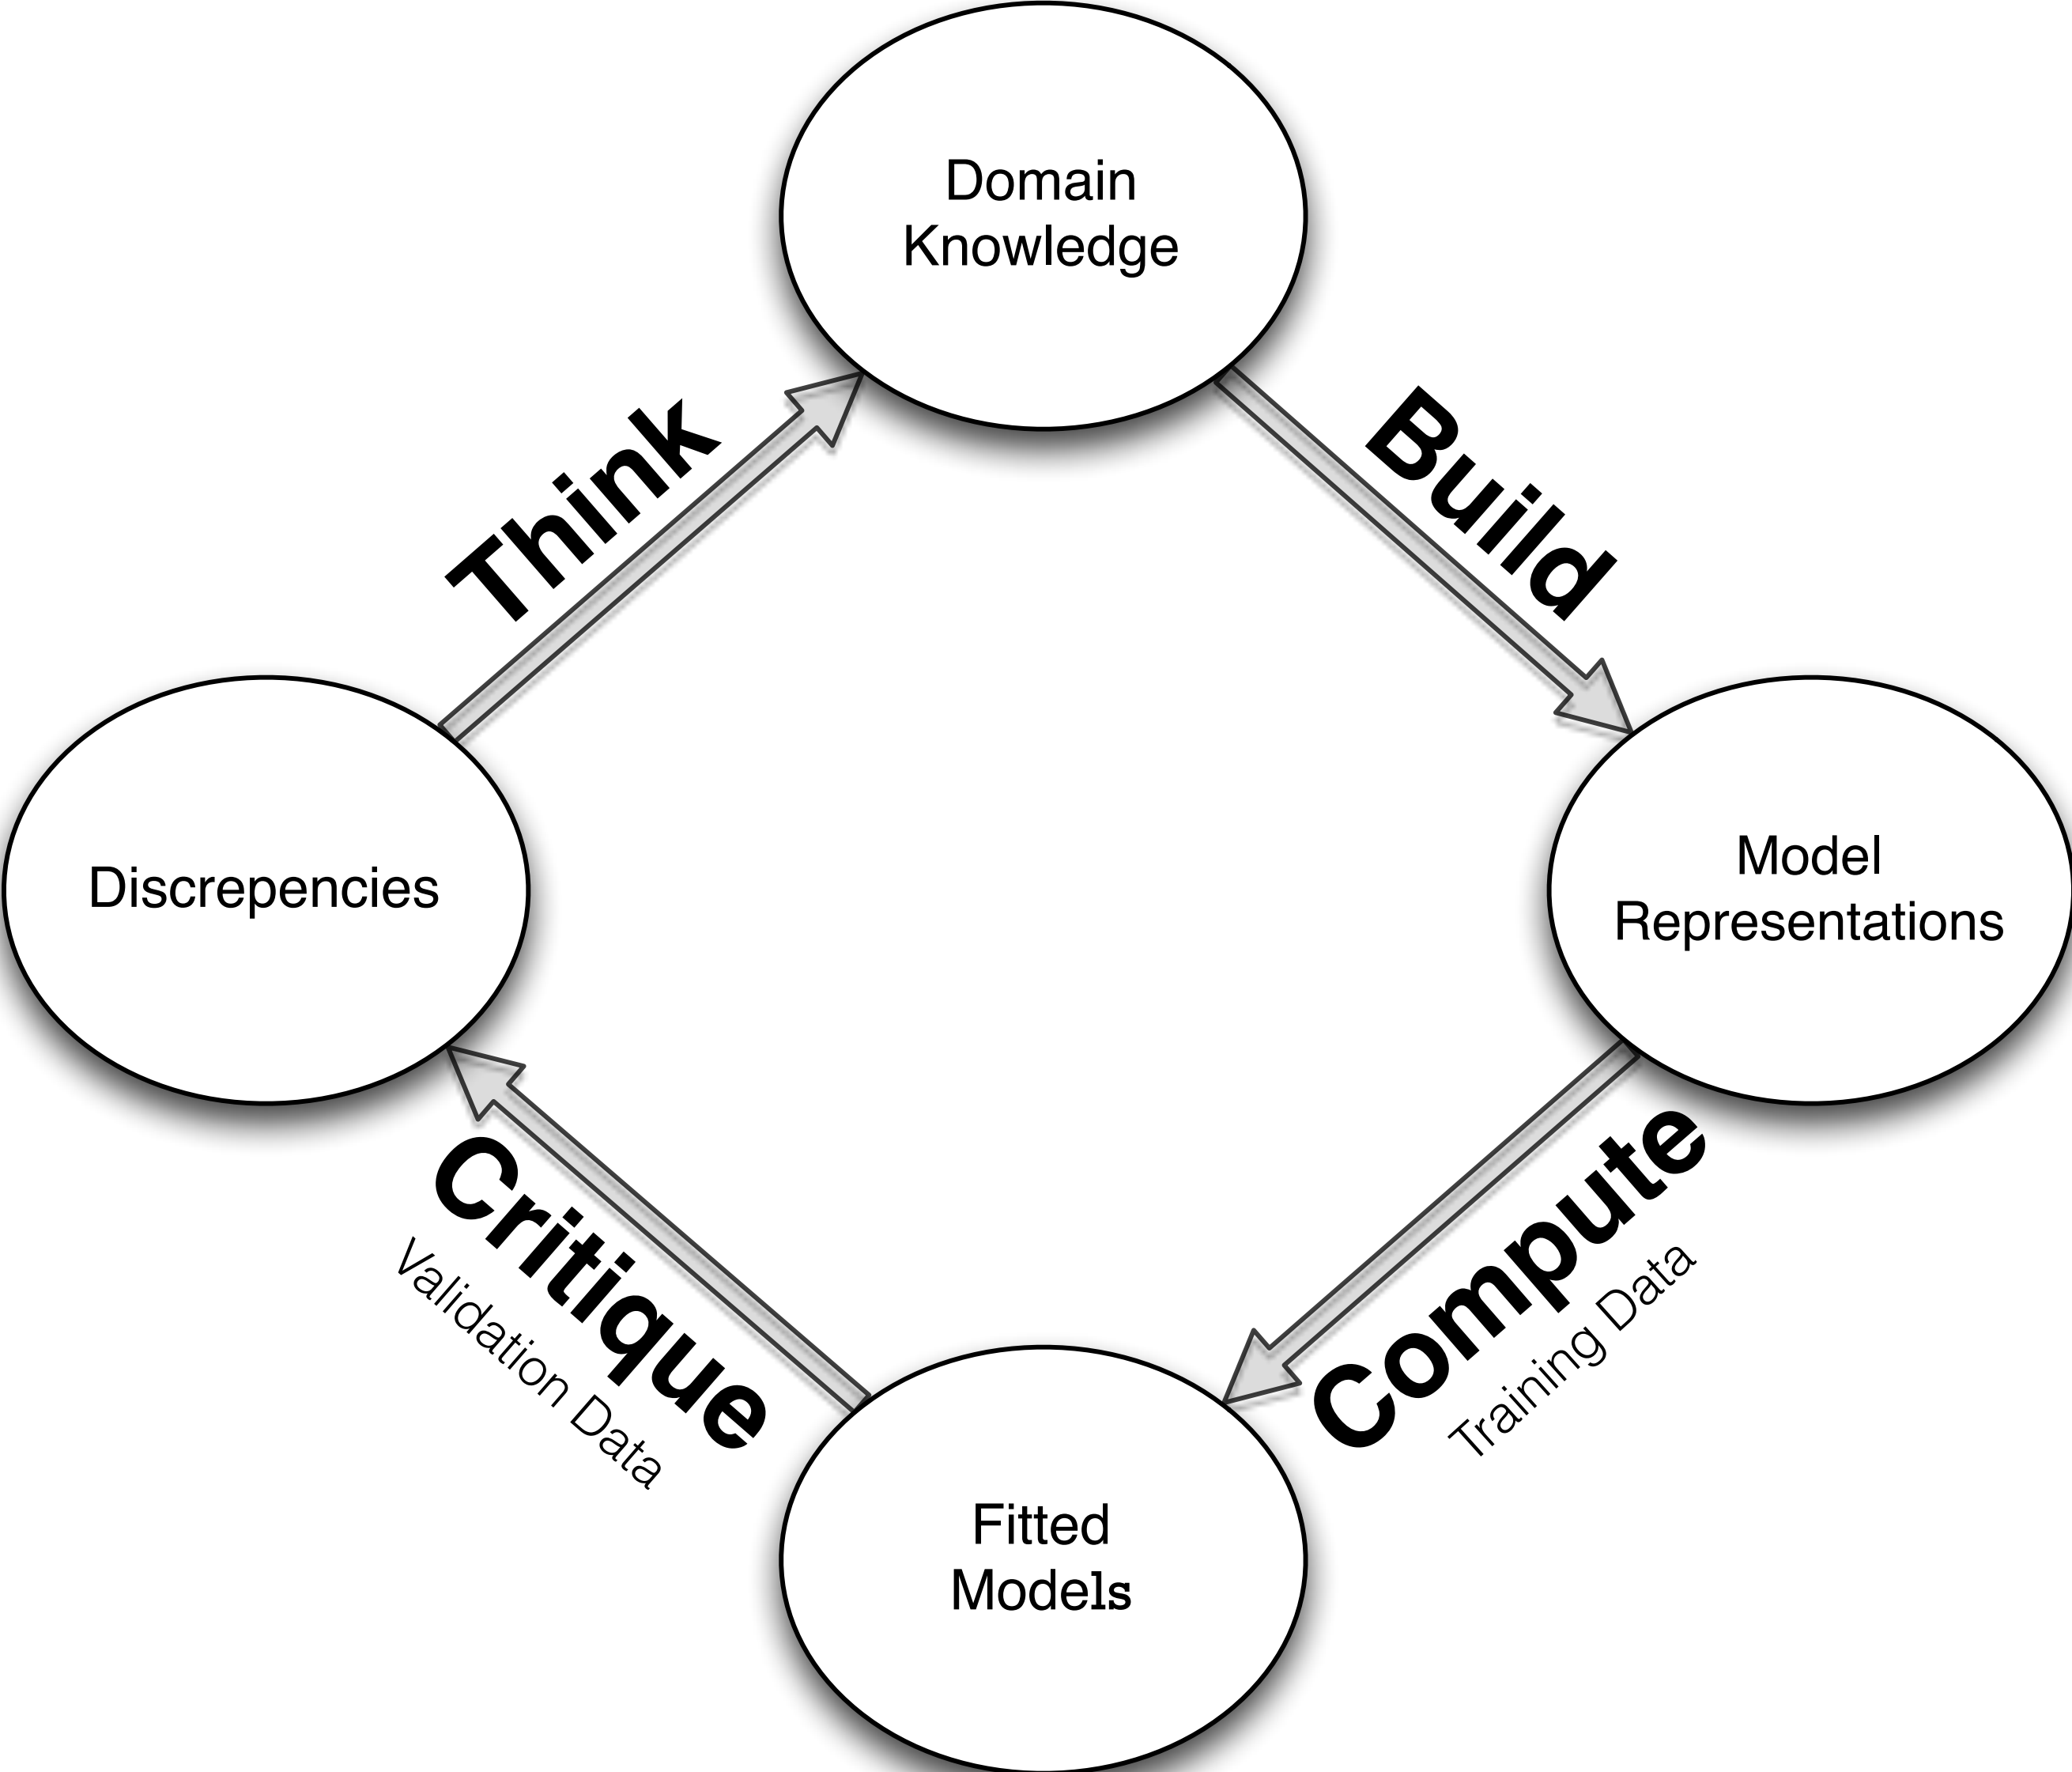 Domain
Knowledge
Think
Build
Discrepencies
Model
Representations
Critique
Validation Data
Compute
Training Data
Fitted
Models